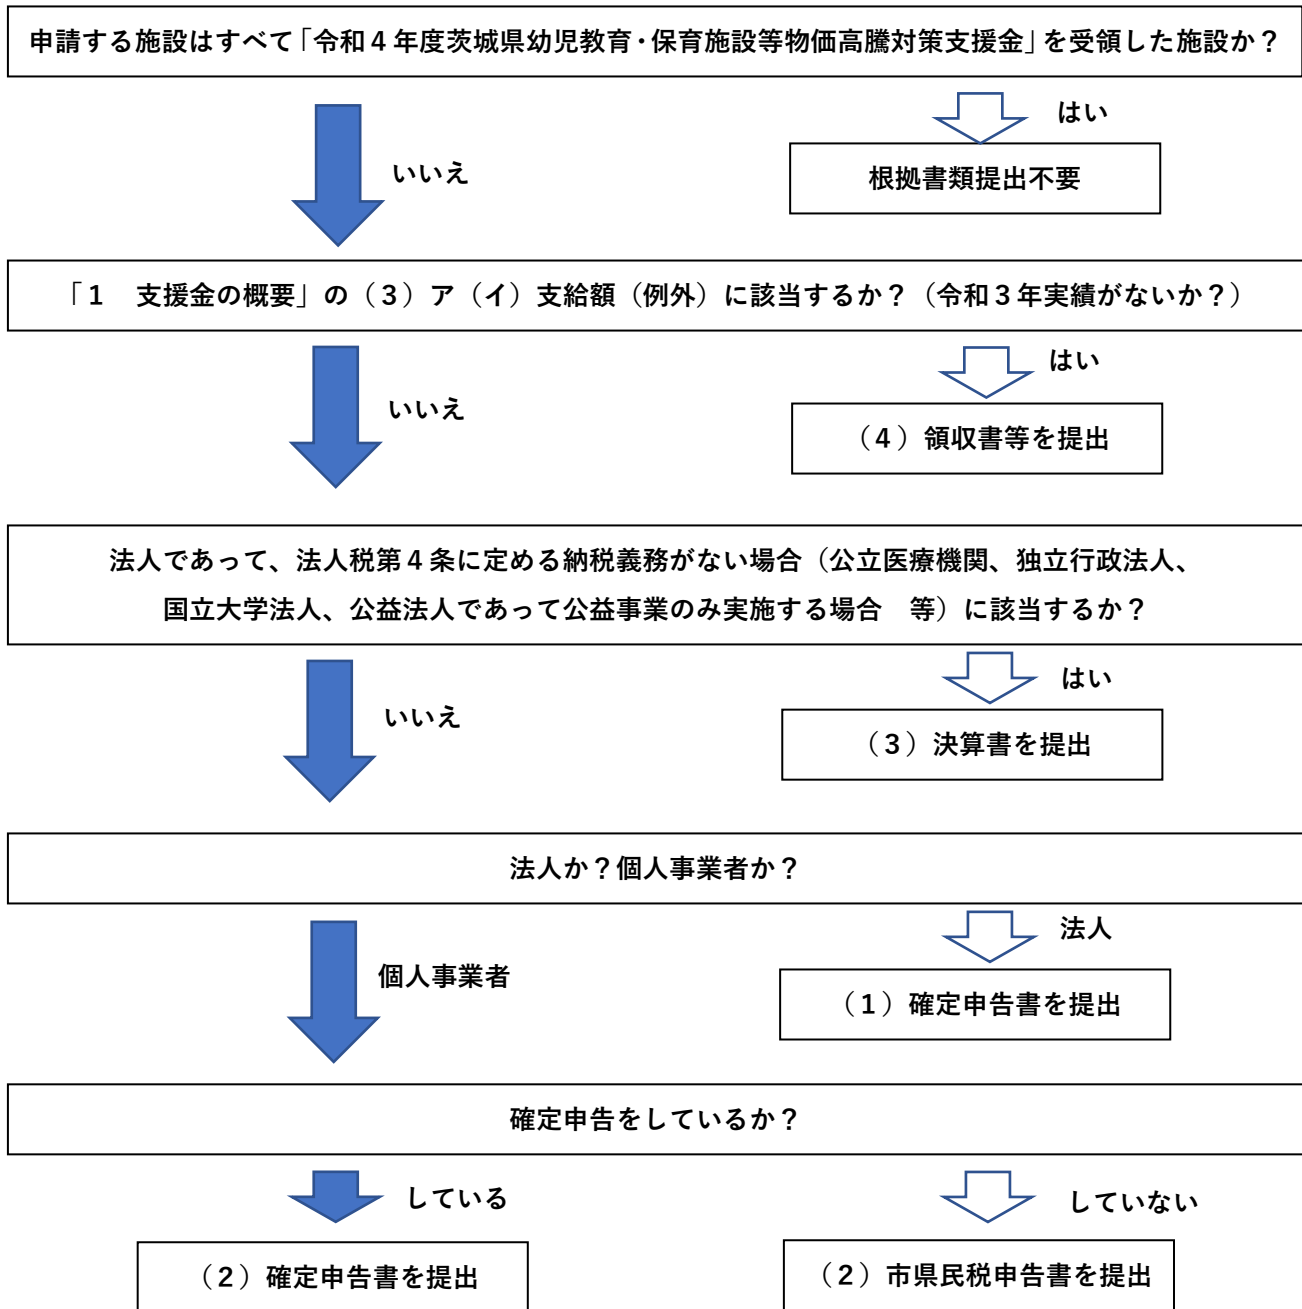 申請する施設はすべて「令和４年度茨城県幼児教育・保育施設等物価高騰対策支援金」を受領した施設か？
はい
いいえ
根拠書類提出不要
「１　支援金の概要」の（３）ア（イ）支給額（例外）に該当するか？（令和３年実績がないか？）
はい
いいえ
（４）領収書等を提出
法人であって、法人税第４条に定める納税義務がない場合（公立医療機関、独立行政法人、
国立大学法人、公益法人であって公益事業のみ実施する場合　等）に該当するか？
はい
いいえ
（３）決算書を提出
法人か？個人事業者か？
法人
個人事業者
（１）確定申告書を提出
確定申告をしているか？
している
していない
（２）確定申告書を提出
（２）市県民税申告書を提出